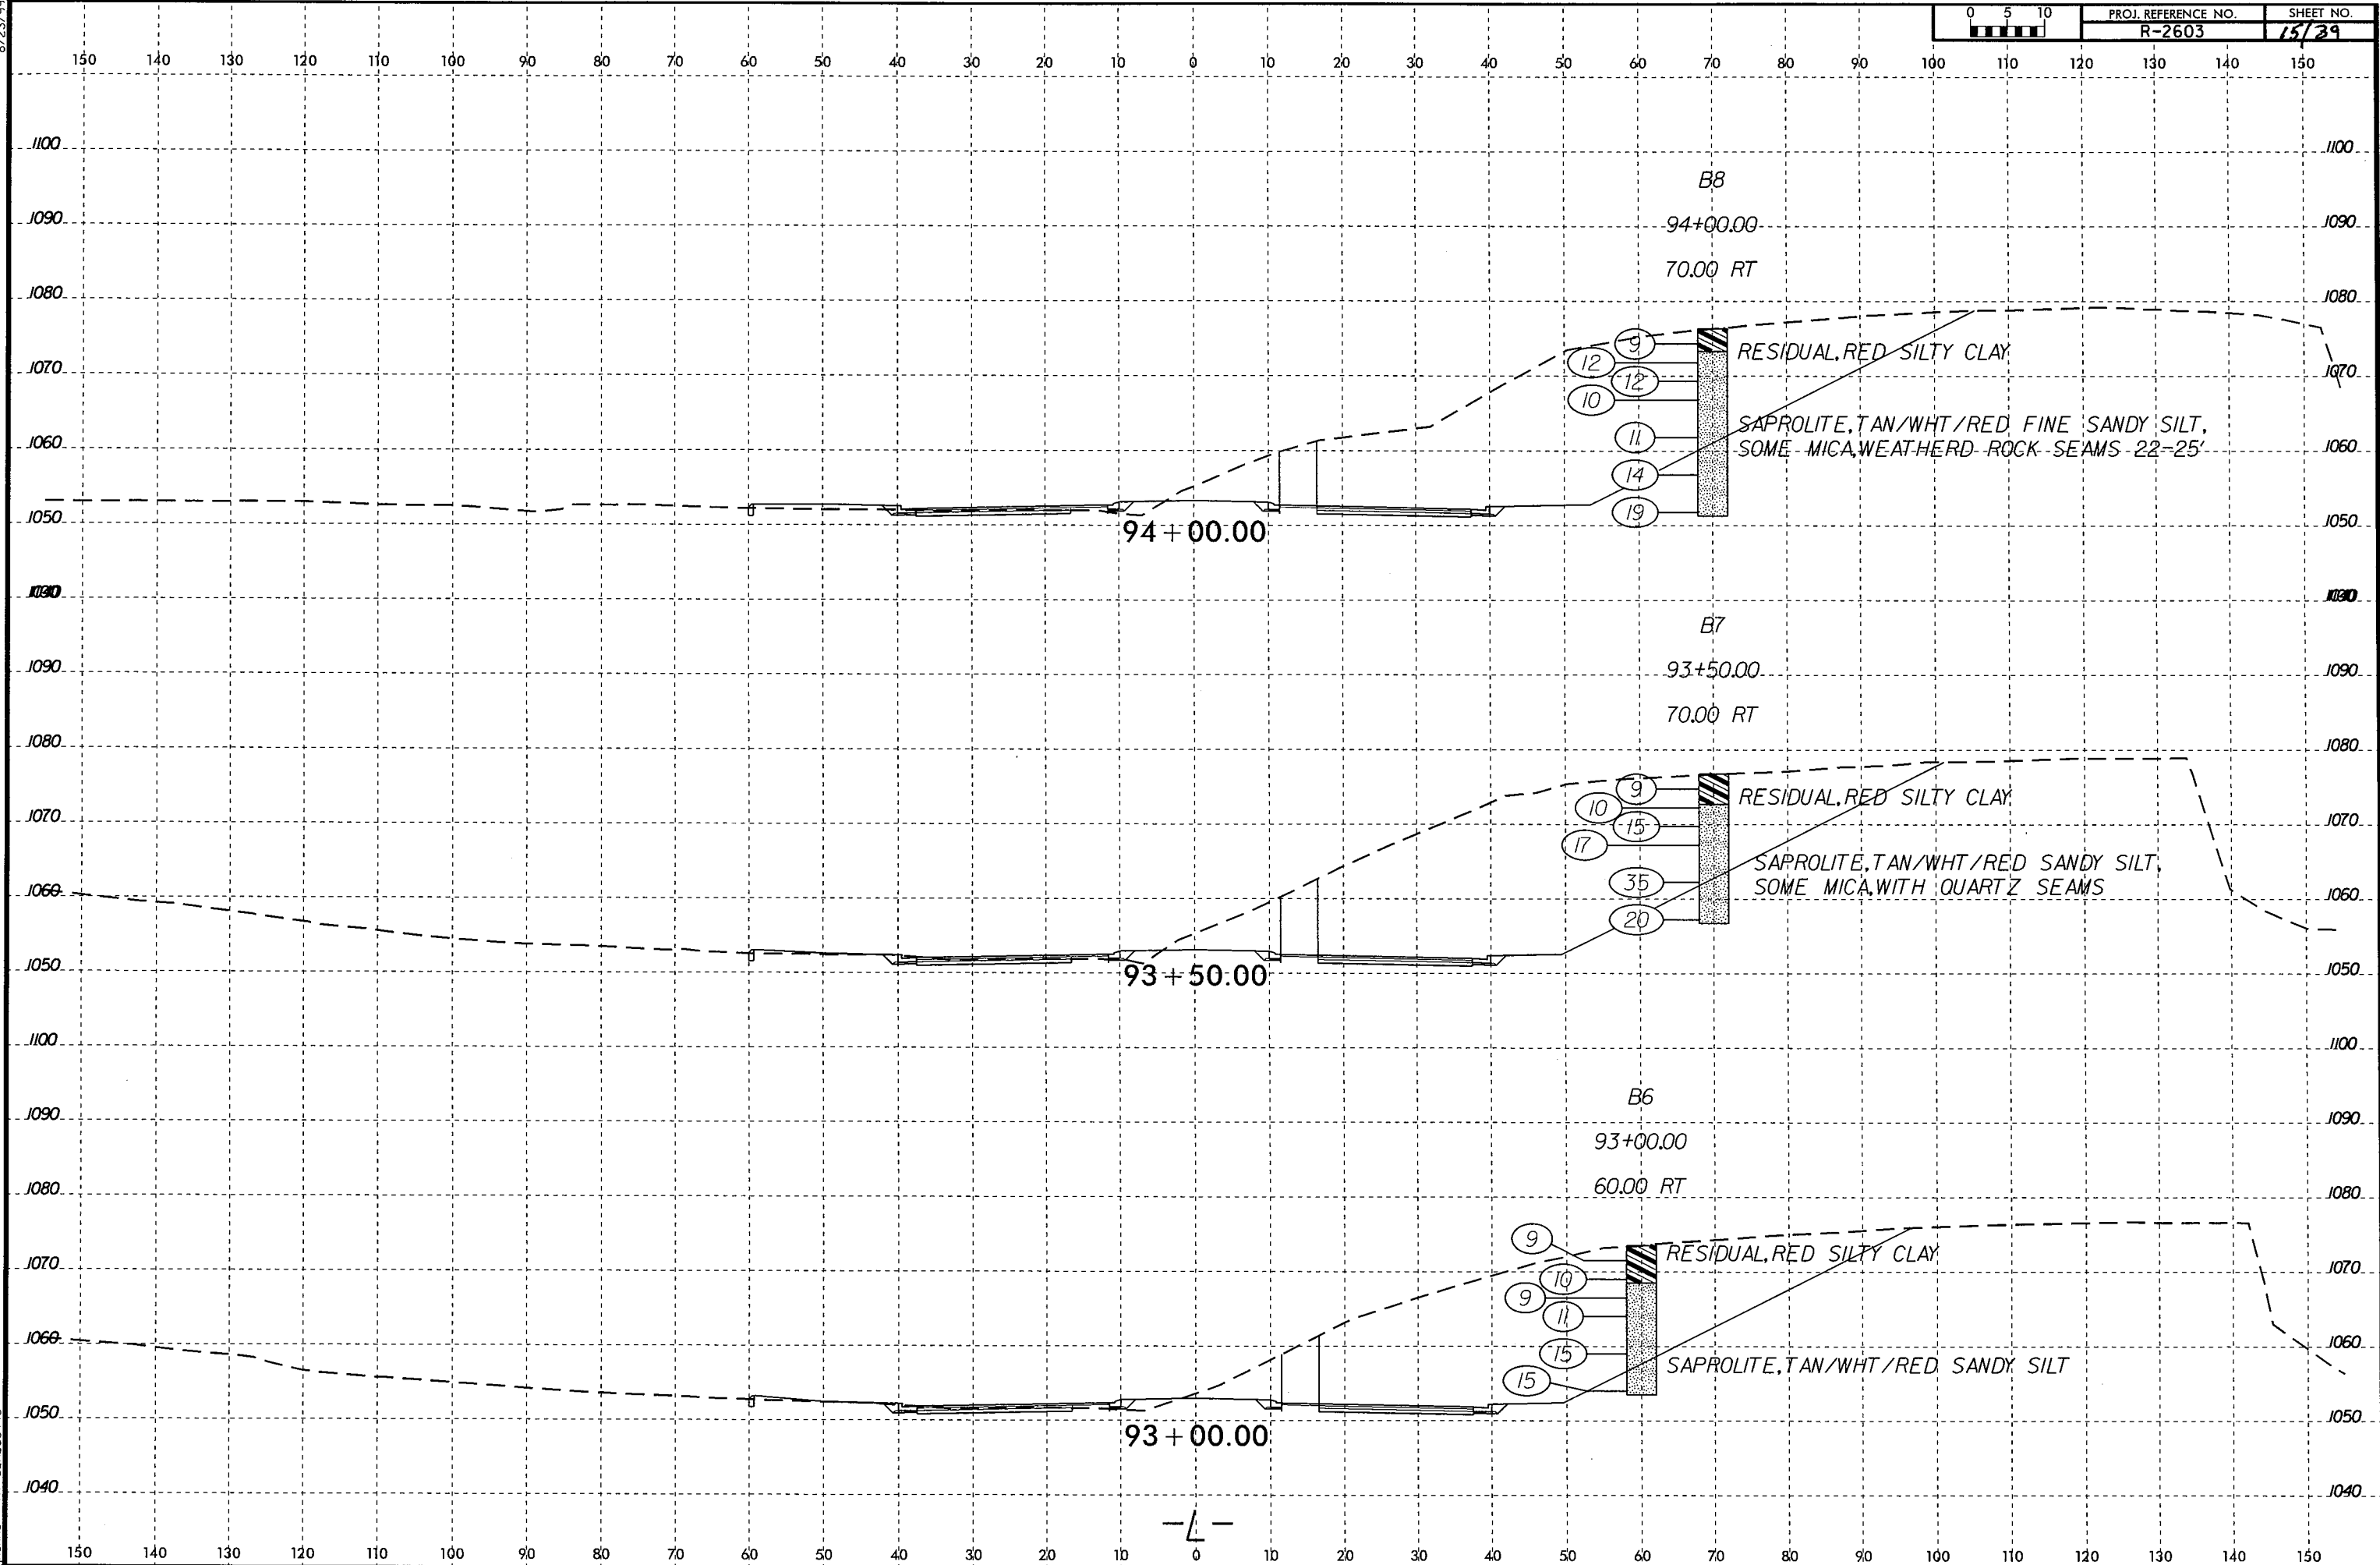 0 5 10
PROJ. REFERENCE NO. SHEET NO.
R-2603 15/39
150 140 130 120 110 100 90 80 70 60 50 40 30 20 10 0 10 20 30 40 50 60 70 80 90 100 110 120 130 140 150
1100 1100
B8
1090 94+00.00 1090
70.00 RT
1080 1080
9
RESIDUAL, RED SILTY CLAY
12
1070 12 1070
10
SAPROLITE, TAN/WHT/RED FINE SANDY SILT,
1060 11 1060
SOME MICA, WEATHERD ROCK SEAMS 22-25'
14
1050 19 1050
94+00.00
B7
1090 93+50.00 1090
70.00 RT
1080 1080
9
RESIDUAL, RED SILTY CLAY
10
1070 15 1070
17
SAPROLITE, TAN/WHT/RED SANDY SILT,
35
SOME MICA, WITH QUARTZ SEAMS
1060 1060
20
1050 1050
93+50.00
1100 1100
B6
1090 1090
93+00.00
60.00 RT
1080 1080
9
RESIDUAL, RED SILTY CLAY
1070 10 1070
9
11
1060 15 1060
SAPROLITE, TAN/WHT/RED SANDY SILT
15
1050 1050
93+00.00
1040 1040
-L-
150 140 130 120 110 100 90 80 70 60 50 40 30 20 10 0 10 20 30 40 50 60 70 80 90 100 110 120 130 140 150